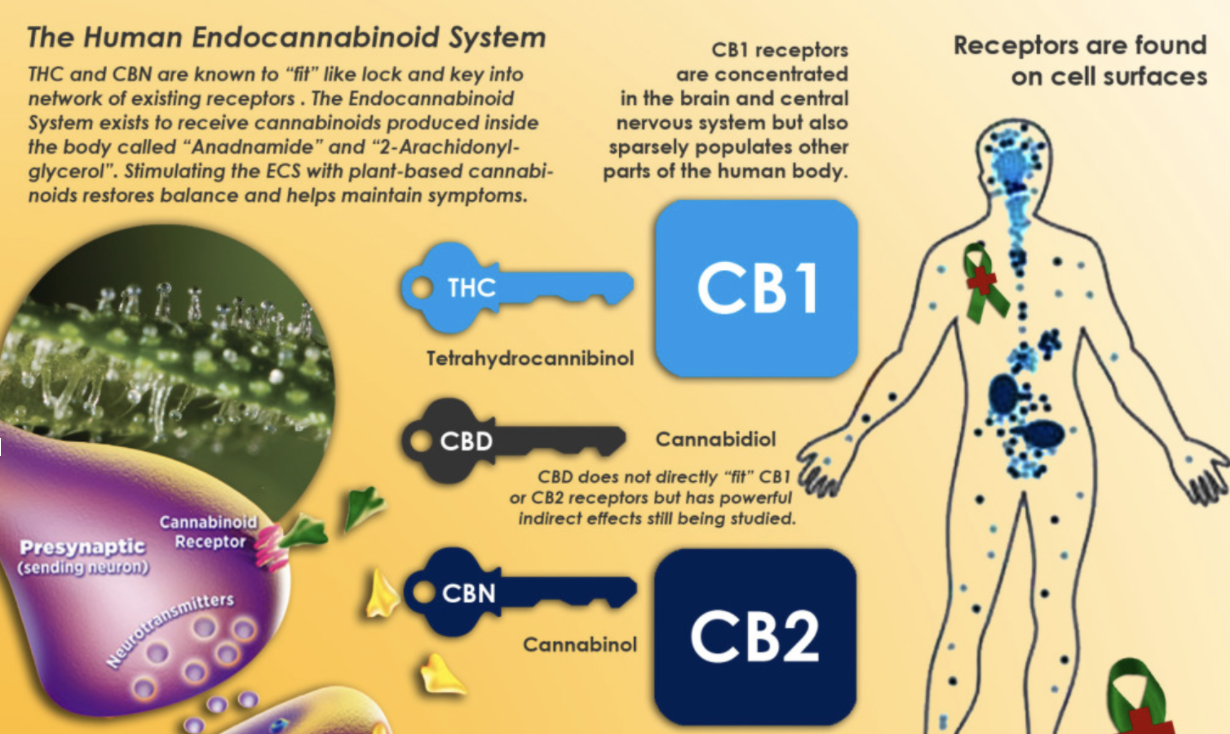 The Human Endocannabinoid System
THC and CBN are known to “fit” like lock and key into
network of existing receptors . The Endocannabinoid
System exists to receive cannabinoids produced inside
the body called “Anadnamide” and “2-Arachidonyl-
glycerol”. Stimulating the ECS with plant-based cannabi-
noids restores balance and helps maintain symptoms.
CB1 receptors
are concentrated
in the brain and central
nervous system but also
sparsely populates other
parts of the human body.
Receptors are found
on cell surfaces
THC
Tetrahydrocannibinol
CB1
CBD
Cannabidiol
CBD does not directly “fit” CB1
or CB2 receptors but has powerful
indirect effects still being studied.
Cannabinoid
Receptor
Presynaptic
(sending neuron)
Neurotransmitters
CBN
Cannabinol
CB2